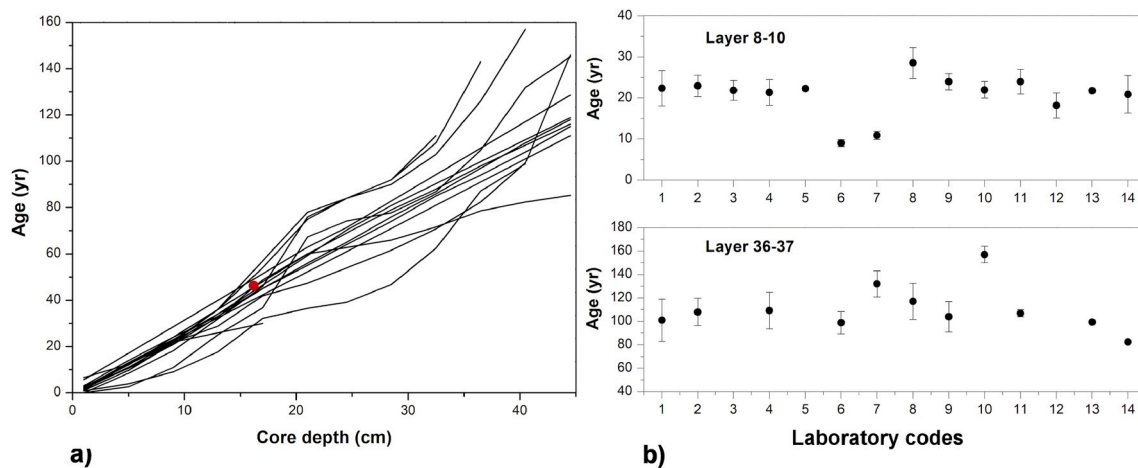 160
140
120
100
80
60
40
20
0
Age (yr)
0 10 20 30 40
Core depth (cm)
a)
Layer 8-10
40
30
20
10
0
Age (yr)
1 2 3 4 5 6 7 8 9 10 11 12 13 14
Layer 36-37
180
160
140
120
100
80
60
40
Age (yr)
1 2 3 4 5 6 7 8 9 10 11 12 13 14
b)
Laboratory codes